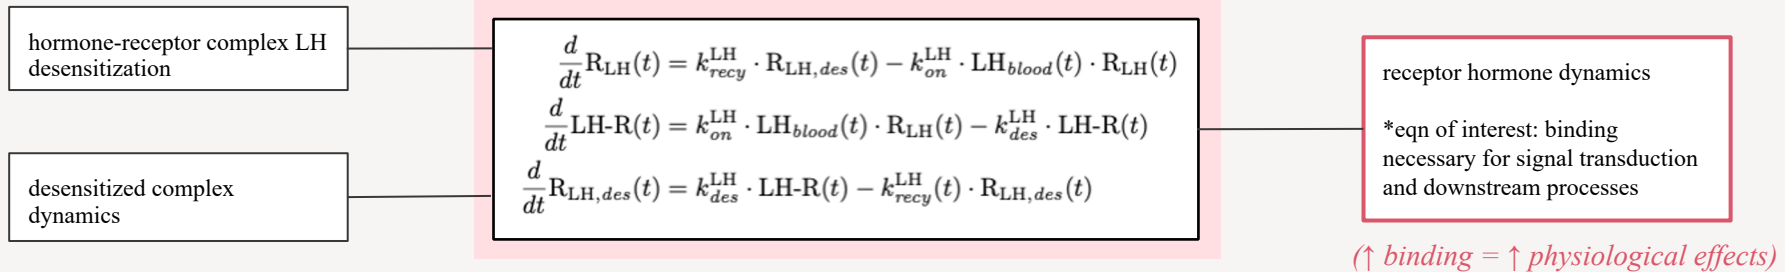 hormone-receptor complex LH
desensitization
desensitized complex
dynamics
d/dt R_LH(t) = k_recy^LH · R_LH,des(t) − k_on^LH · LH_blood(t) · R_LH(t)
d/dt LH-R(t) = k_on^LH · LH_blood(t) · R_LH(t) − k_des^LH · LH-R(t)
d/dt R_LH,des(t) = k_des^LH · LH-R(t) − k_recy^LH(t) · R_LH,des(t)
receptor hormone dynamics
*eqn of interest: binding
necessary for signal transduction
and downstream processes
(↑ binding = ↑ physiological effects)